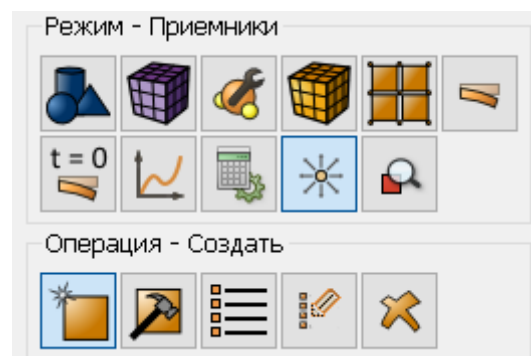 Режим - Приемники
t = 0
Операция - Создать